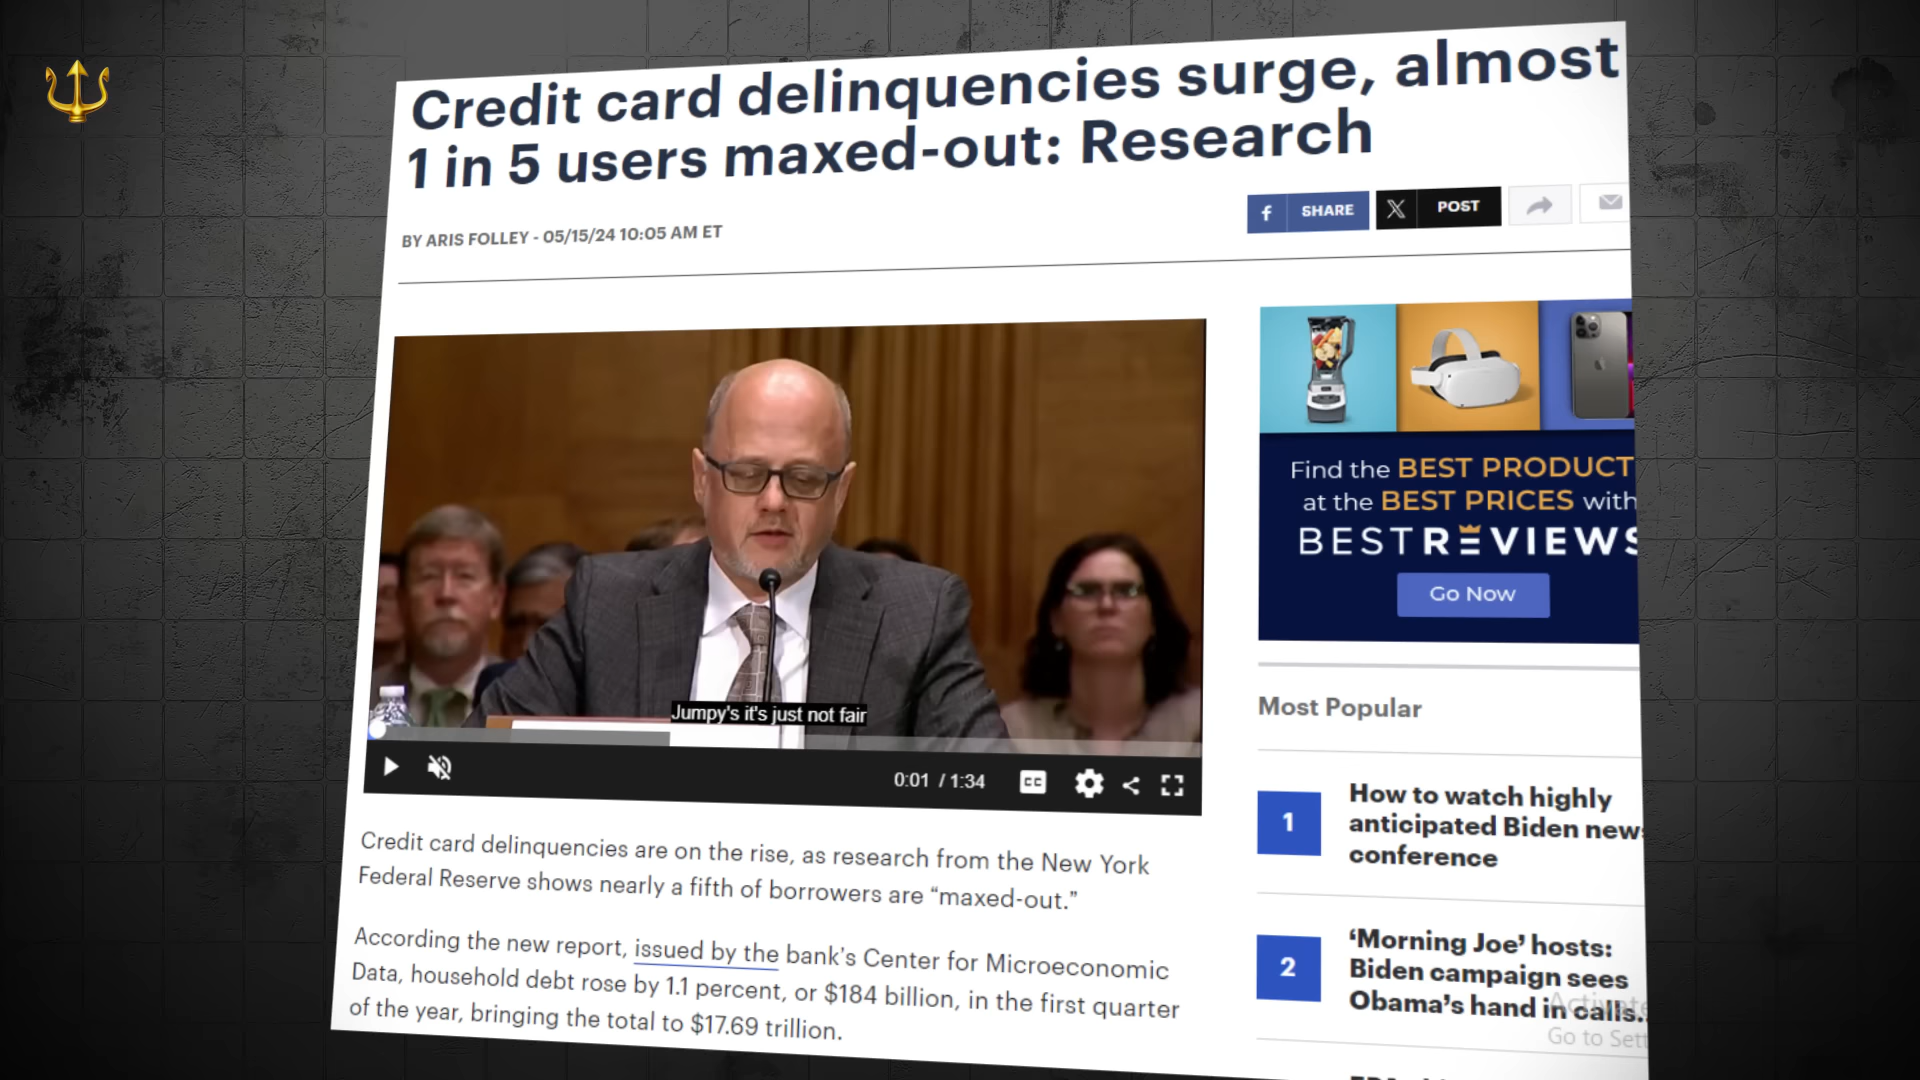 Credit card delinquencies surge, almost
1 in 5 users maxed-out: Research
BY ARIS FOLLEY - 05/15/24 10:05 AM ET
f SHARE
X POST
Jumpy's it's just not fair
0:01 / 1:34
CC
Credit card delinquencies are on the rise, as research from the New York
Federal Reserve shows nearly a fifth of borrowers are “maxed-out.”
According the new report, issued by the bank's Center for Microeconomic
Data, household debt rose by 1.1 percent, or $184 billion, in the first quarter
of the year, bringing the total to $17.69 trillion.
Find the BEST PRODUCT
at the BEST PRICES with
BESTREVIEWS
Go Now
Most Popular
1
How to watch highly
anticipated Biden news
conference
2
‘Morning Joe’ hosts:
Biden campaign sees
Obama’s hand in calls..
Activate
Go to Sett